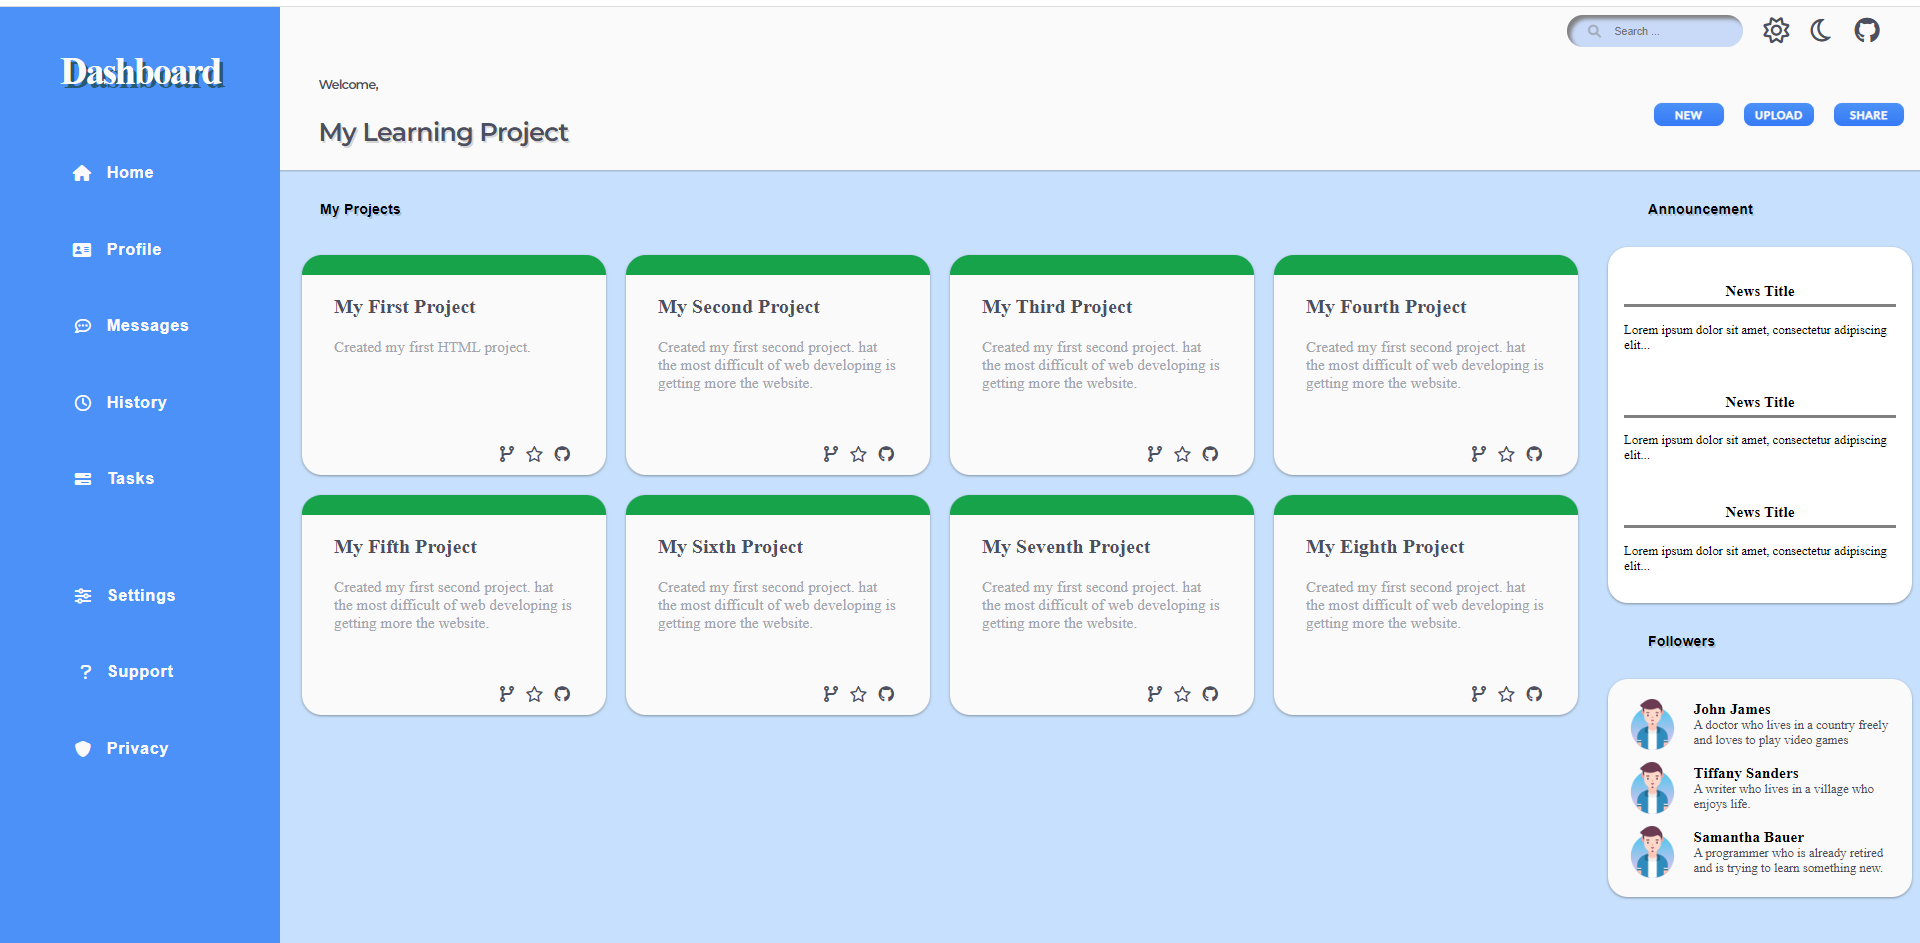 Dashboard
Home
Profile
Messages
History
Tasks
Settings
Support
Privacy
Search ...
Welcome,
My Learning Project
NEW
UPLOAD
SHARE
My Projects
My First Project
Created my first HTML project.
My Second Project
Created my first second project. hat
the most difficult of web developing is
getting more the website.
My Third Project
Created my first second project. hat
the most difficult of web developing is
getting more the website.
My Fourth Project
Created my first second project. hat
the most difficult of web developing is
getting more the website.
My Fifth Project
Created my first second project. hat
the most difficult of web developing is
getting more the website.
My Sixth Project
Created my first second project. hat
the most difficult of web developing is
getting more the website.
My Seventh Project
Created my first second project. hat
the most difficult of web developing is
getting more the website.
My Eighth Project
Created my first second project. hat
the most difficult of web developing is
getting more the website.
Announcement
News Title
Lorem ipsum dolor sit amet, consectetur adipiscing
elit...
News Title
Lorem ipsum dolor sit amet, consectetur adipiscing
elit...
News Title
Lorem ipsum dolor sit amet, consectetur adipiscing
elit...
Followers
John James
A doctor who lives in a country freely
and loves to play video games
Tiffany Sanders
A writer who lives in a village who
enjoys life.
Samantha Bauer
A programmer who is already retired
and is trying to learn something new.